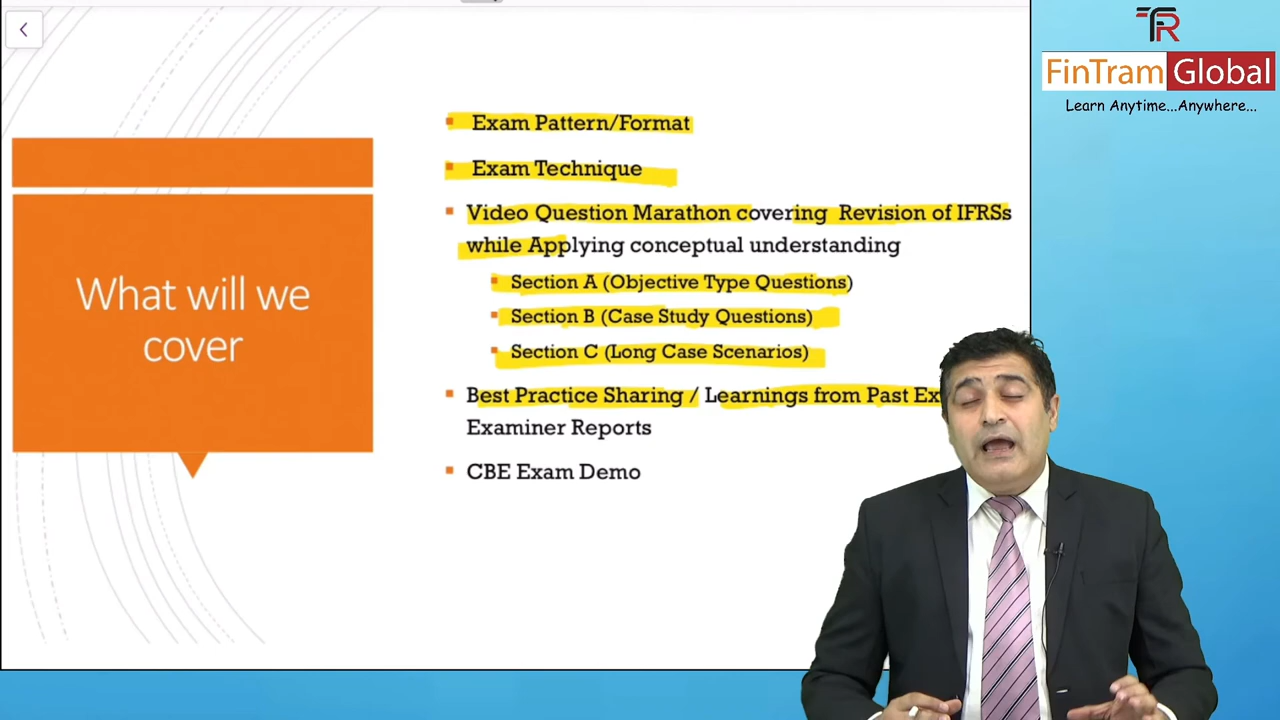 TR
FinTram Global
Learn Anytime...Anywhere...
What will we
cover
Exam Pattern/Format
Exam Technique
Video Question Marathon covering Revision of IFRSs
while Applying conceptual understanding
Section A (Objective Type Questions)
Section B (Case Study Questions)
Section C (Long Case Scenarios)
Best Practice Sharing / Learnings from Past Ex
Examiner Reports
CBE Exam Demo